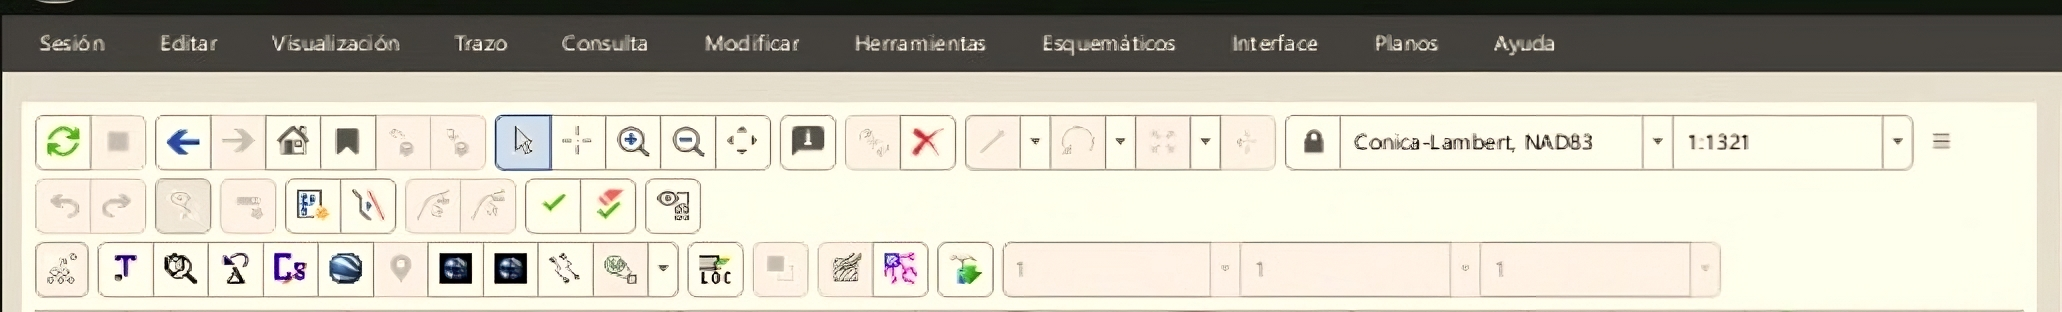 Sesión Editar Visualización Trazo Consulta Modificar Herramientas Esquemáticos Interface Planos Ayuda
Conica-Lambert, NAD83 1:1321
T Cs LOC 1 1 1